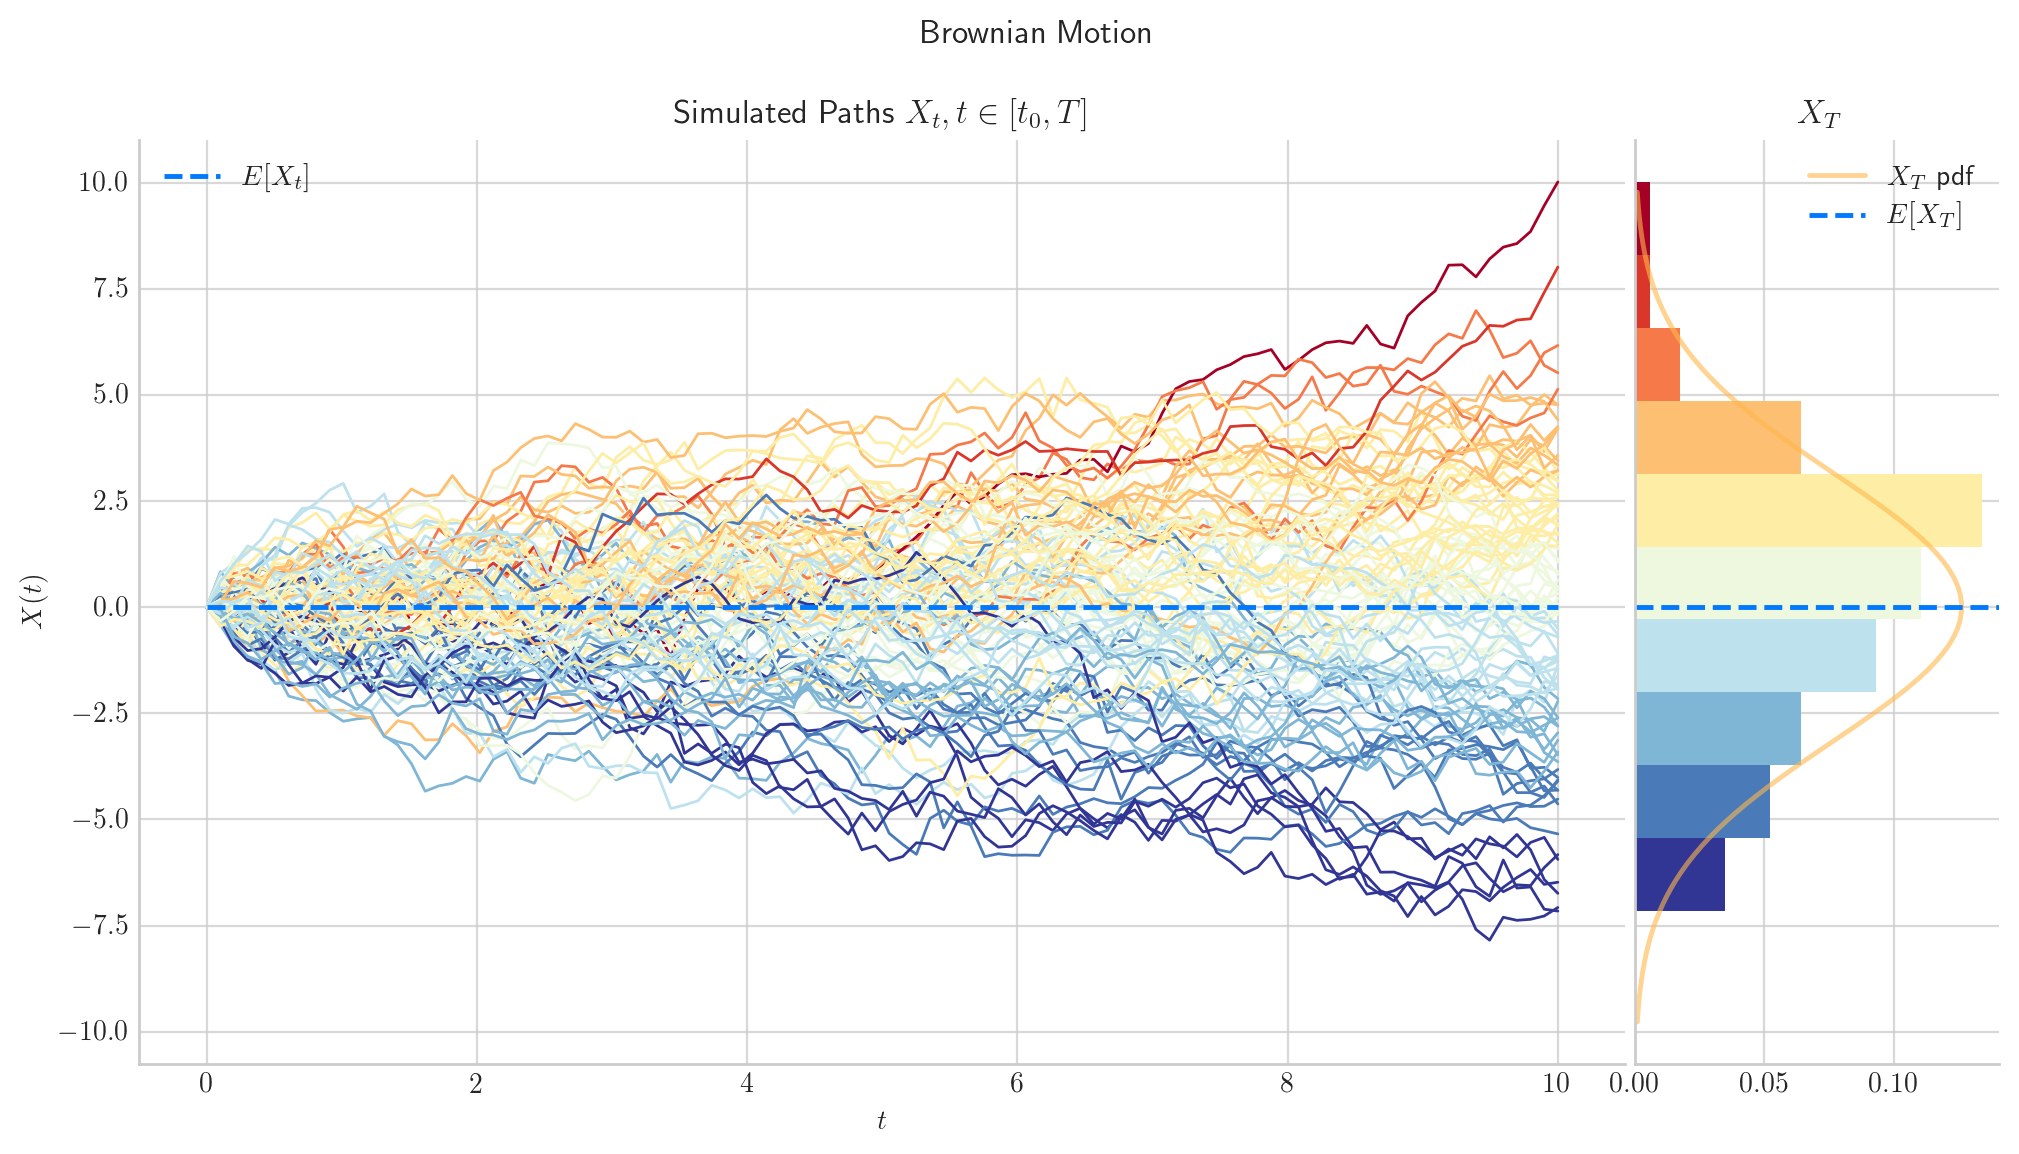 Brownian Motion
Simulated Paths $X_t, t \in [t_0, T]$
$X_T$
$E[X_t]$
$X_T$ pdf
$E[X_T]$
10.0
7.5
5.0
2.5
0.0
−2.5
−5.0
−7.5
−10.0
$X(t)$
0 2 4 6 8 10
0.00 0.05 0.10
$t$